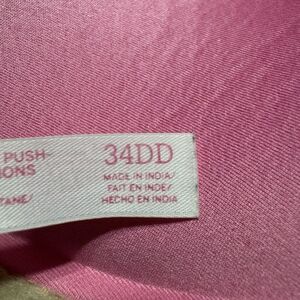 PUSH-
IONS
TANE/
34DD
MADE IN INDIA/
FAIT EN INDE/
HECHO EN INDIA